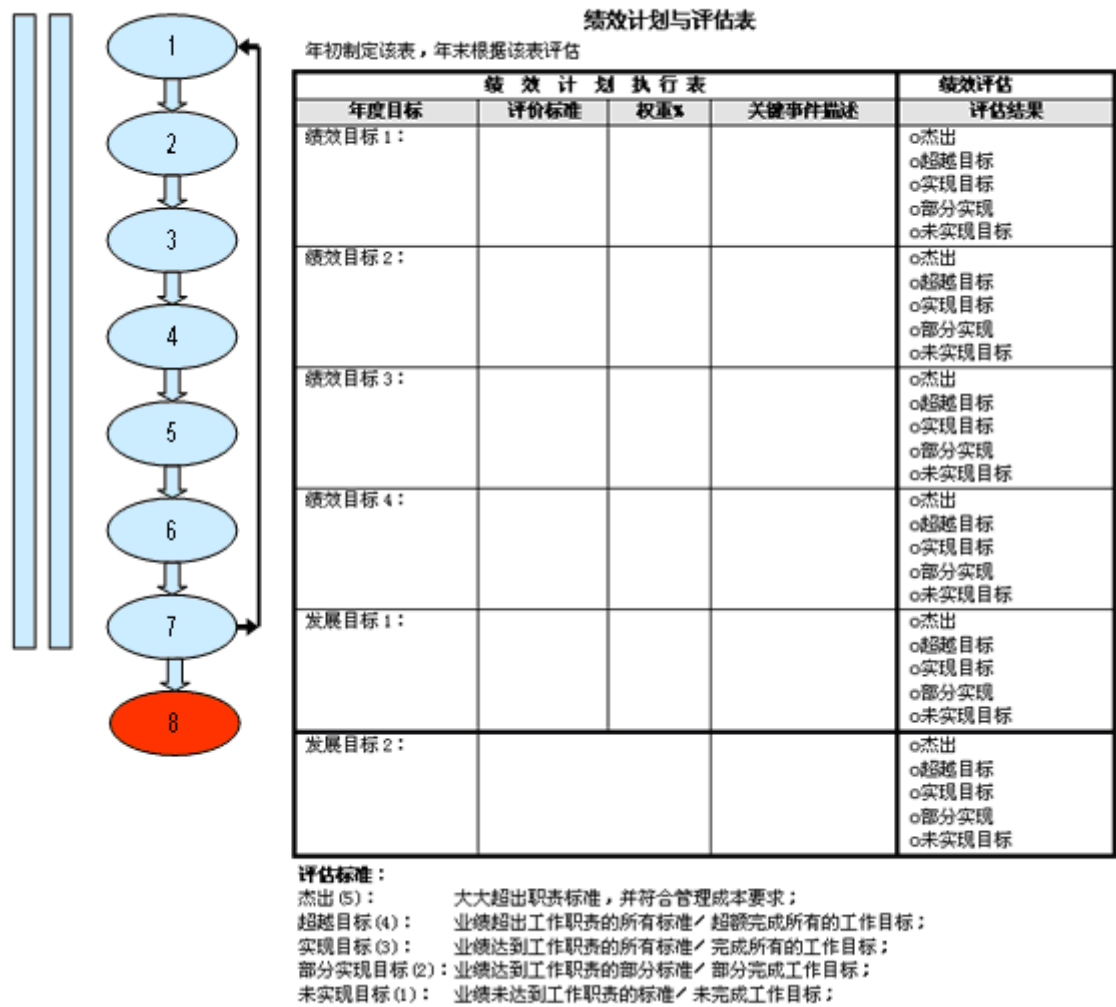 1
2
3
4
5
6
7
8
绩效计划与评估表
年初制定该表，年末根据该表评估
绩 效 计 划 执 行 表 绩效评估
年度目标 评价标准 权重% 关键事件描述 评估结果
绩效目标1： o杰出
o超越目标
o实现目标
o部分实现
o未实现目标
绩效目标2： o杰出
o超越目标
o实现目标
o部分实现
o未实现目标
绩效目标3： o杰出
o超越目标
o实现目标
o部分实现
o未实现目标
绩效目标4： o杰出
o超越目标
o实现目标
o部分实现
o未实现目标
发展目标1： o杰出
o超越目标
o实现目标
o部分实现
o未实现目标
发展目标2： o杰出
o超越目标
o实现目标
o部分实现
o未实现目标
评估标准：
杰出(5)： 大大超出职责标准，并符合管理成本要求；
超越目标(4)： 业绩超出工作职责的所有标准/超额完成所有的工作目标；
实现目标(3)： 业绩达到工作职责的所有标准/完成所有的工作目标；
部分实现目标(2)：业绩达到工作职责的部分标准/部分完成工作目标；
未实现目标(1)： 业绩未达到工作职责的标准/未完成工作目标；